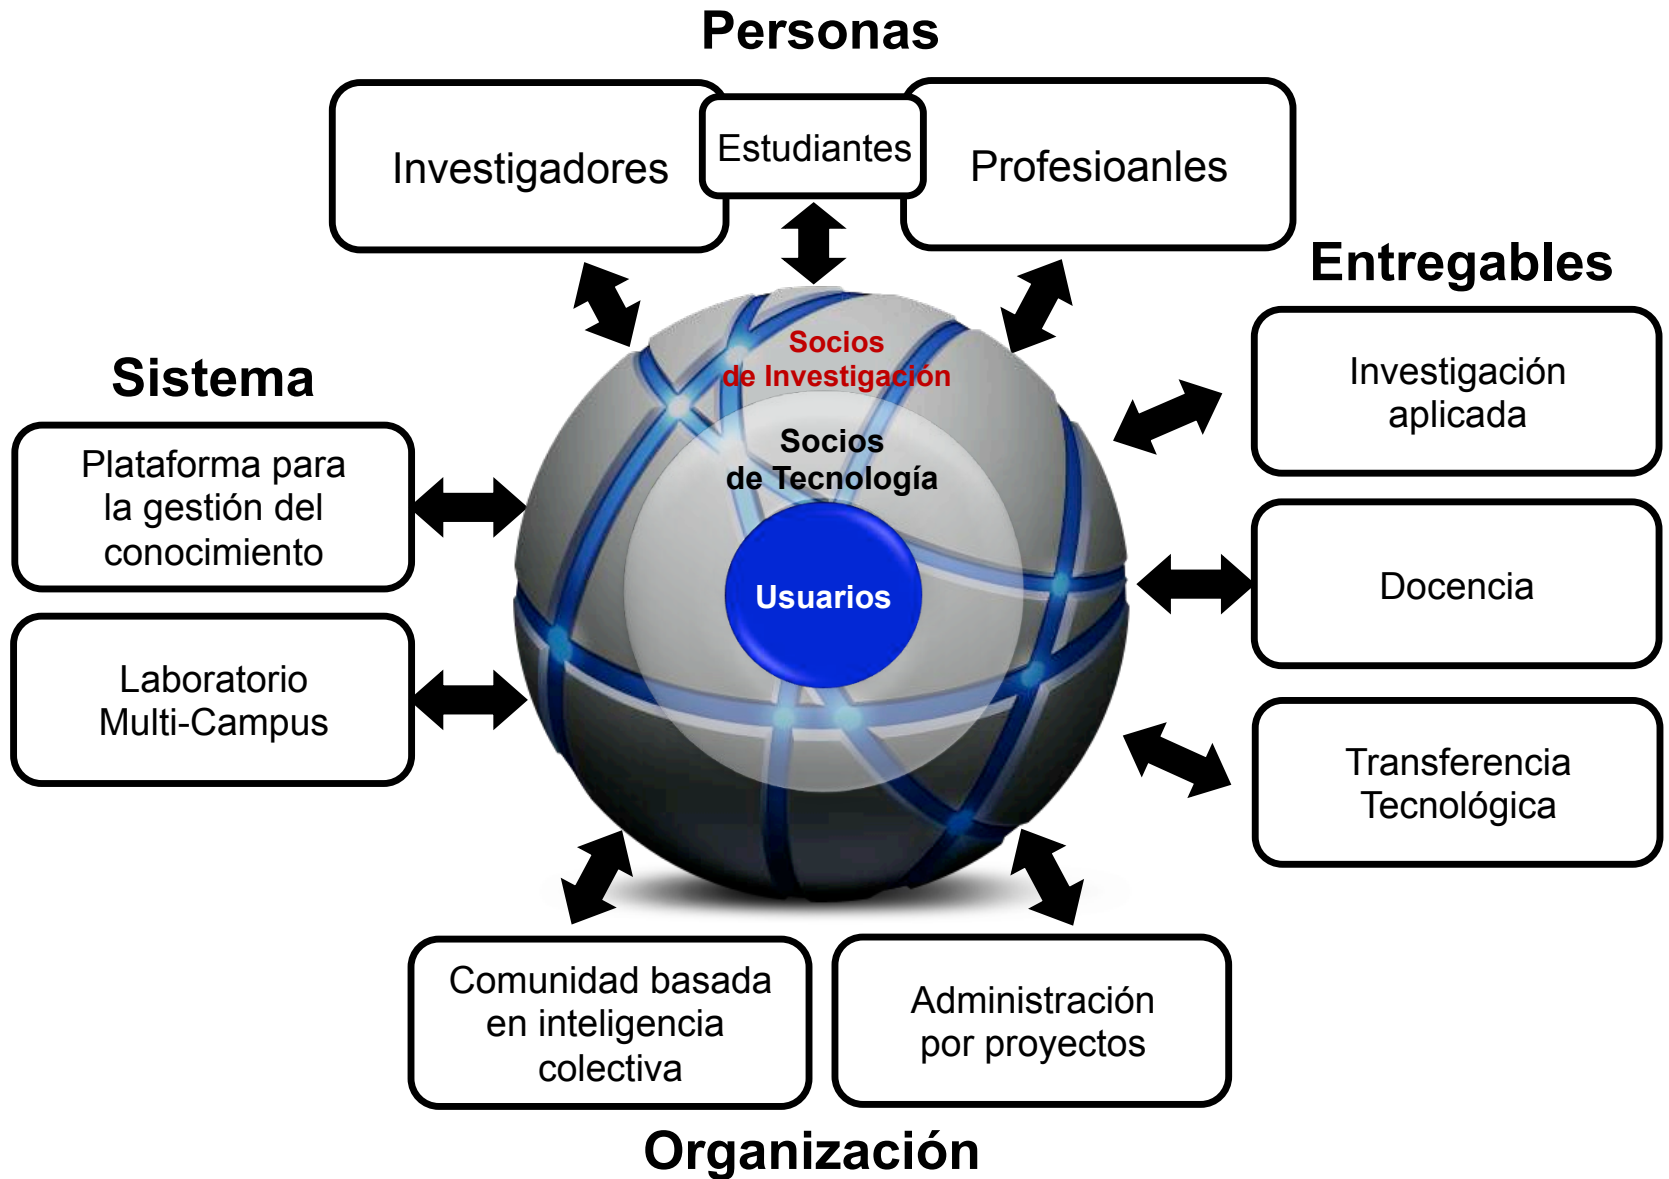 Personas
Investigadores
Estudiantes
Profesioanles
Entregables
Investigación
aplicada
Docencia
Transferencia
Tecnológica
Sistema
Plataforma para
la gestión del
conocimiento
Laboratorio
Multi-Campus
Socios
de Investigación
Socios
de Tecnología
Usuarios
Comunidad basada
en inteligencia
colectiva
Administración
por proyectos
Organización